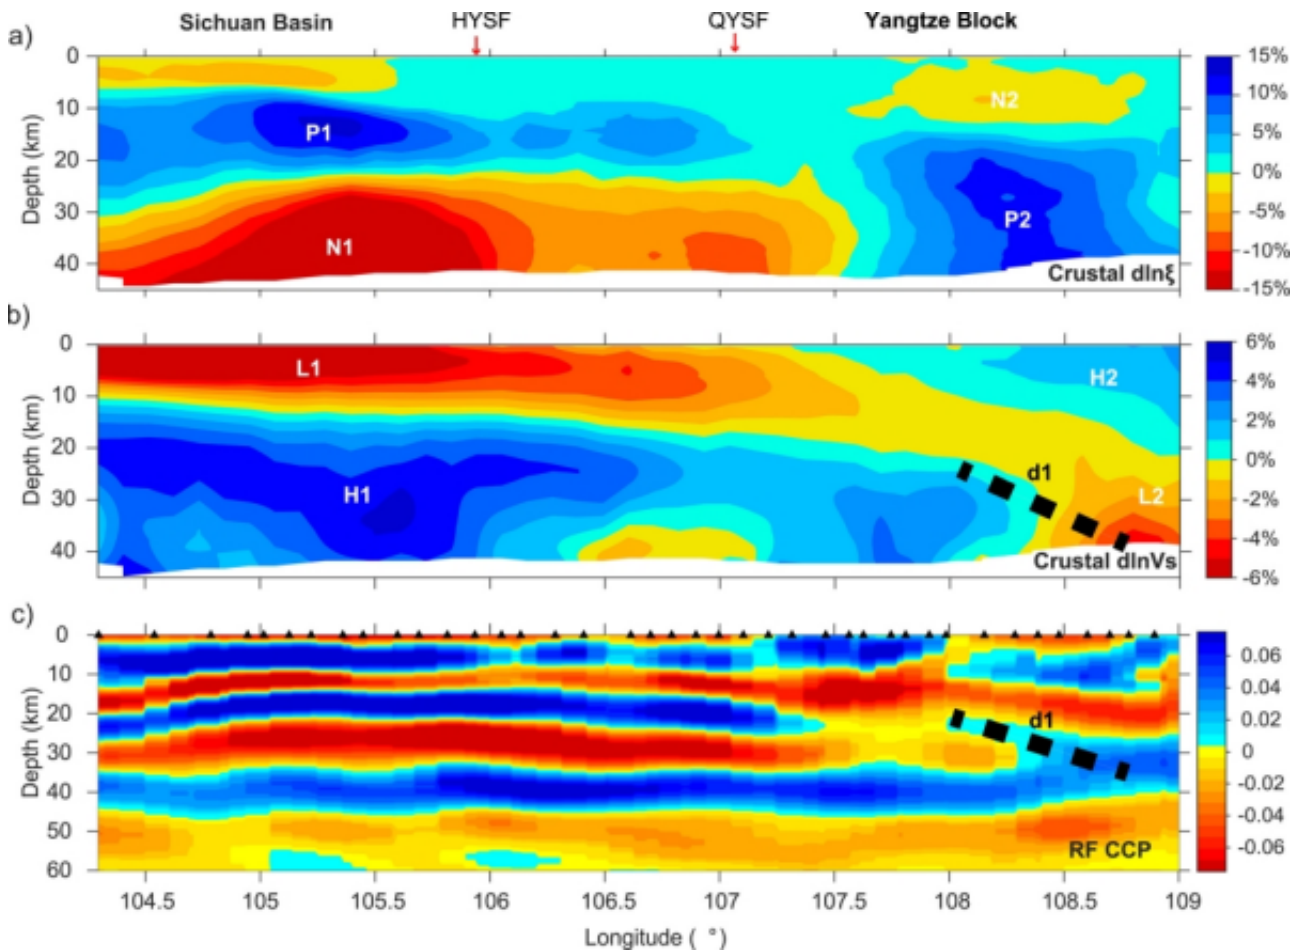 Sichuan Basin HYSF QYSF Yangtze Block
a)
0
10
20
30
40
Depth (km)
P1
N1
N2
P2
Crustal dlnξ
15%
10%
5%
0%
-5%
-10%
-15%
b)
0
10
20
30
40
Depth (km)
L1
H1
H2
d1
L2
Crustal dlnVs
6%
4%
2%
0%
-2%
-4%
-6%
c)
0
10
20
30
40
50
60
Depth (km)
d1
RF CCP
0.06
0.04
0.02
0
-0.02
-0.04
-0.06
104.5 105 105.5 106 106.5 107 107.5 108 108.5 109
Longitude ( °)